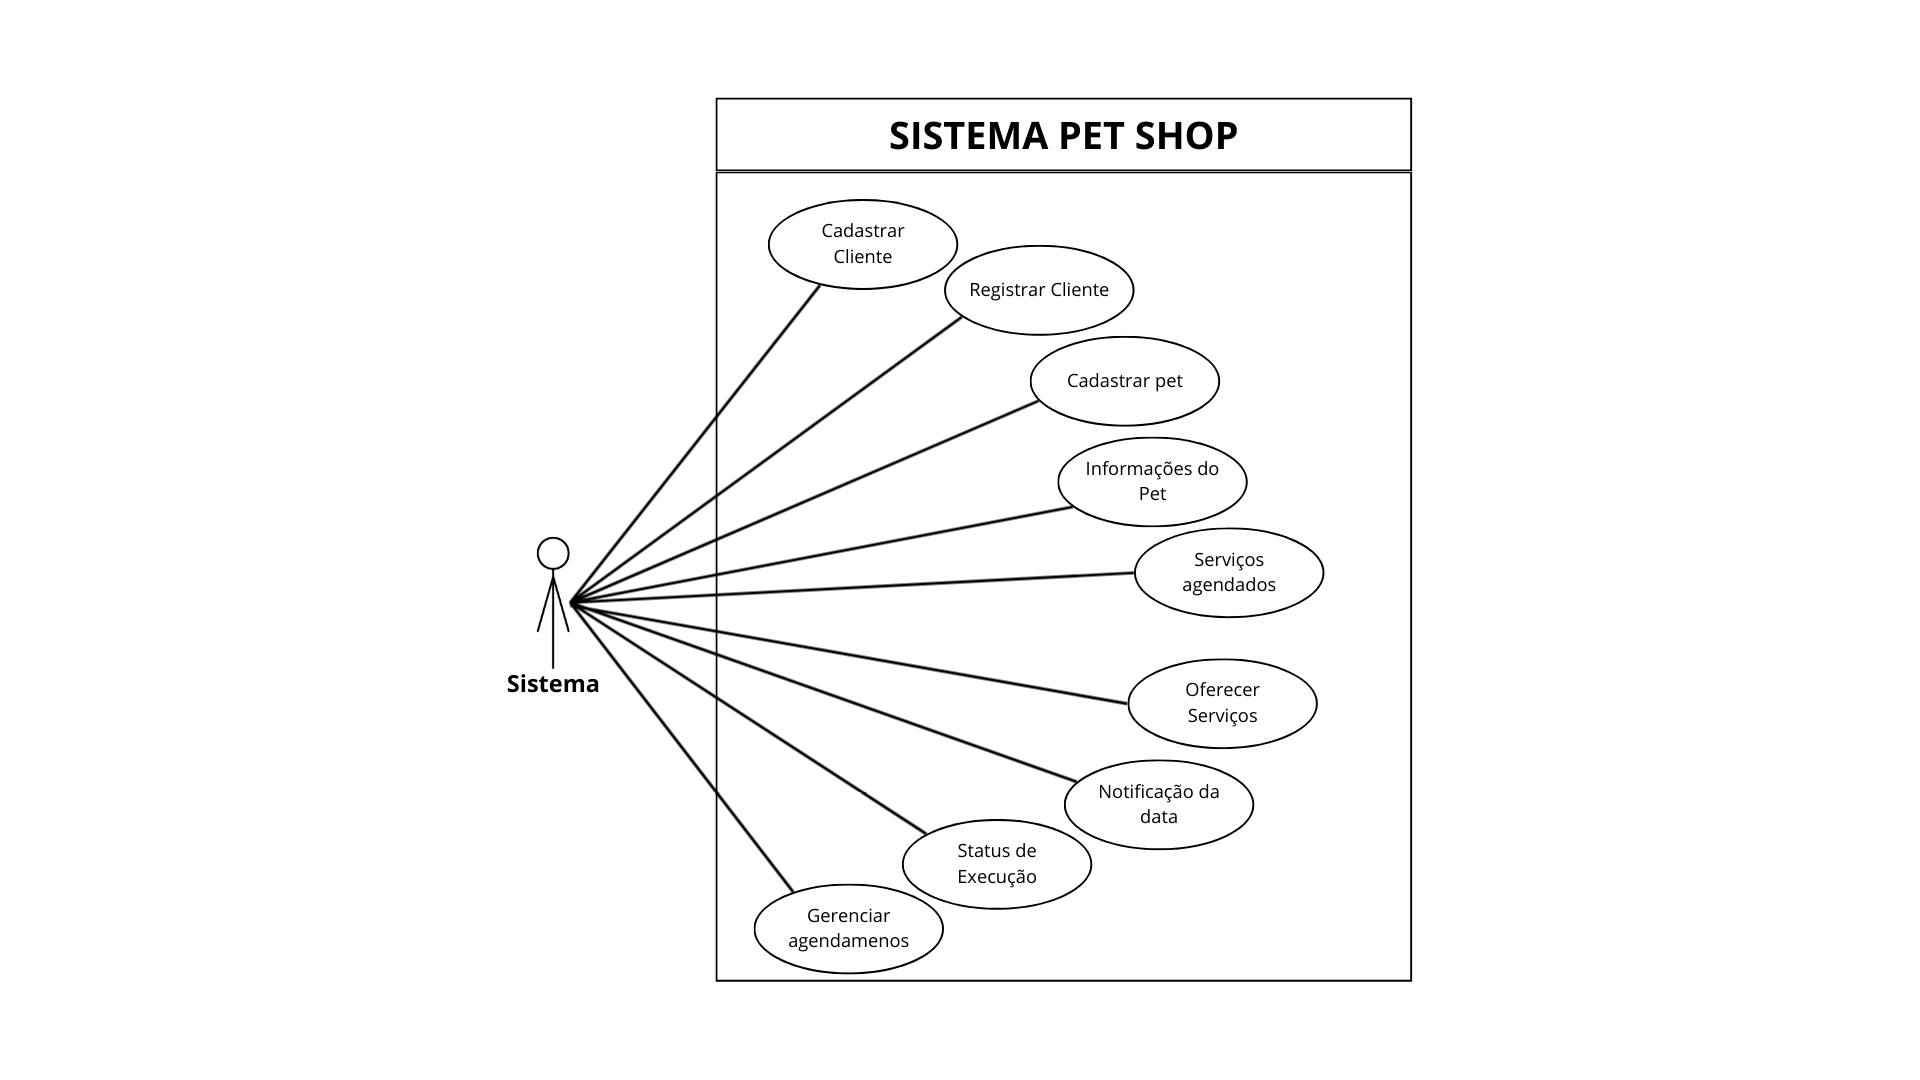 SISTEMA PET SHOP
Cadastrar
Cliente
Registrar Cliente
Cadastrar pet
Informações do
Pet
Serviços
agendados
Sistema
Oferecer
Serviços
Notificação da
data
Status de
Execução
Gerenciar
agendamenos